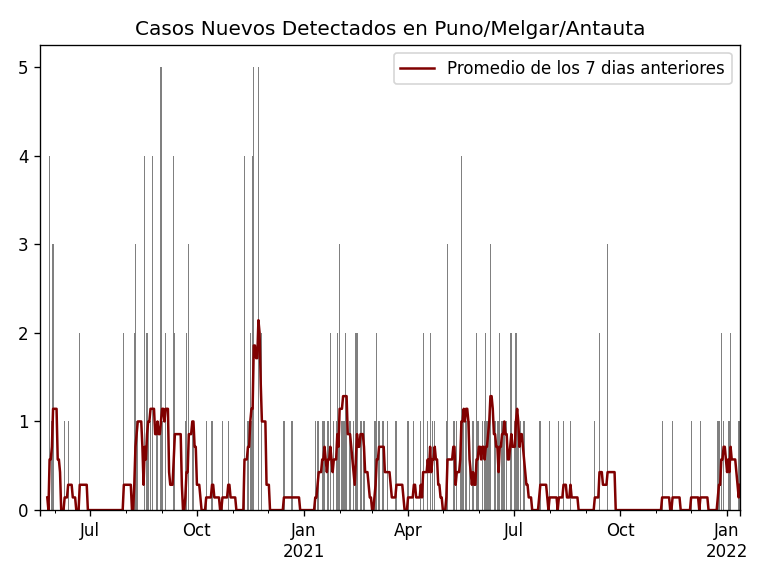 Casos Nuevos Detectados en Puno/Melgar/Antauta
Promedio de los 7 dias anteriores
5
4
3
2
1
0
Jul
Oct
Jan
2021
Apr
Jul
Oct
Jan
2022